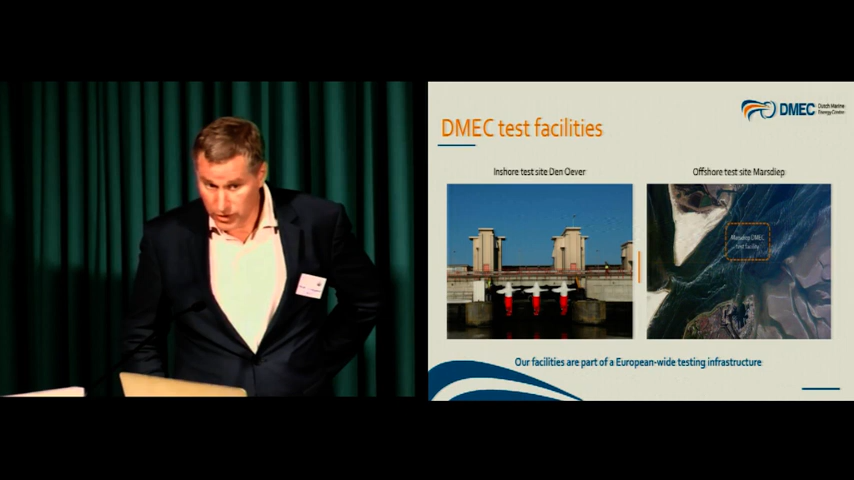 DMEC
Dutch Marine
Energy Centre
DMEC test facilities
Inshore test site Den Oever
Offshore test site Marsdiep
Marsdiep DMEC
test facility
Our facilities are part of a European-wide testing infrastructure